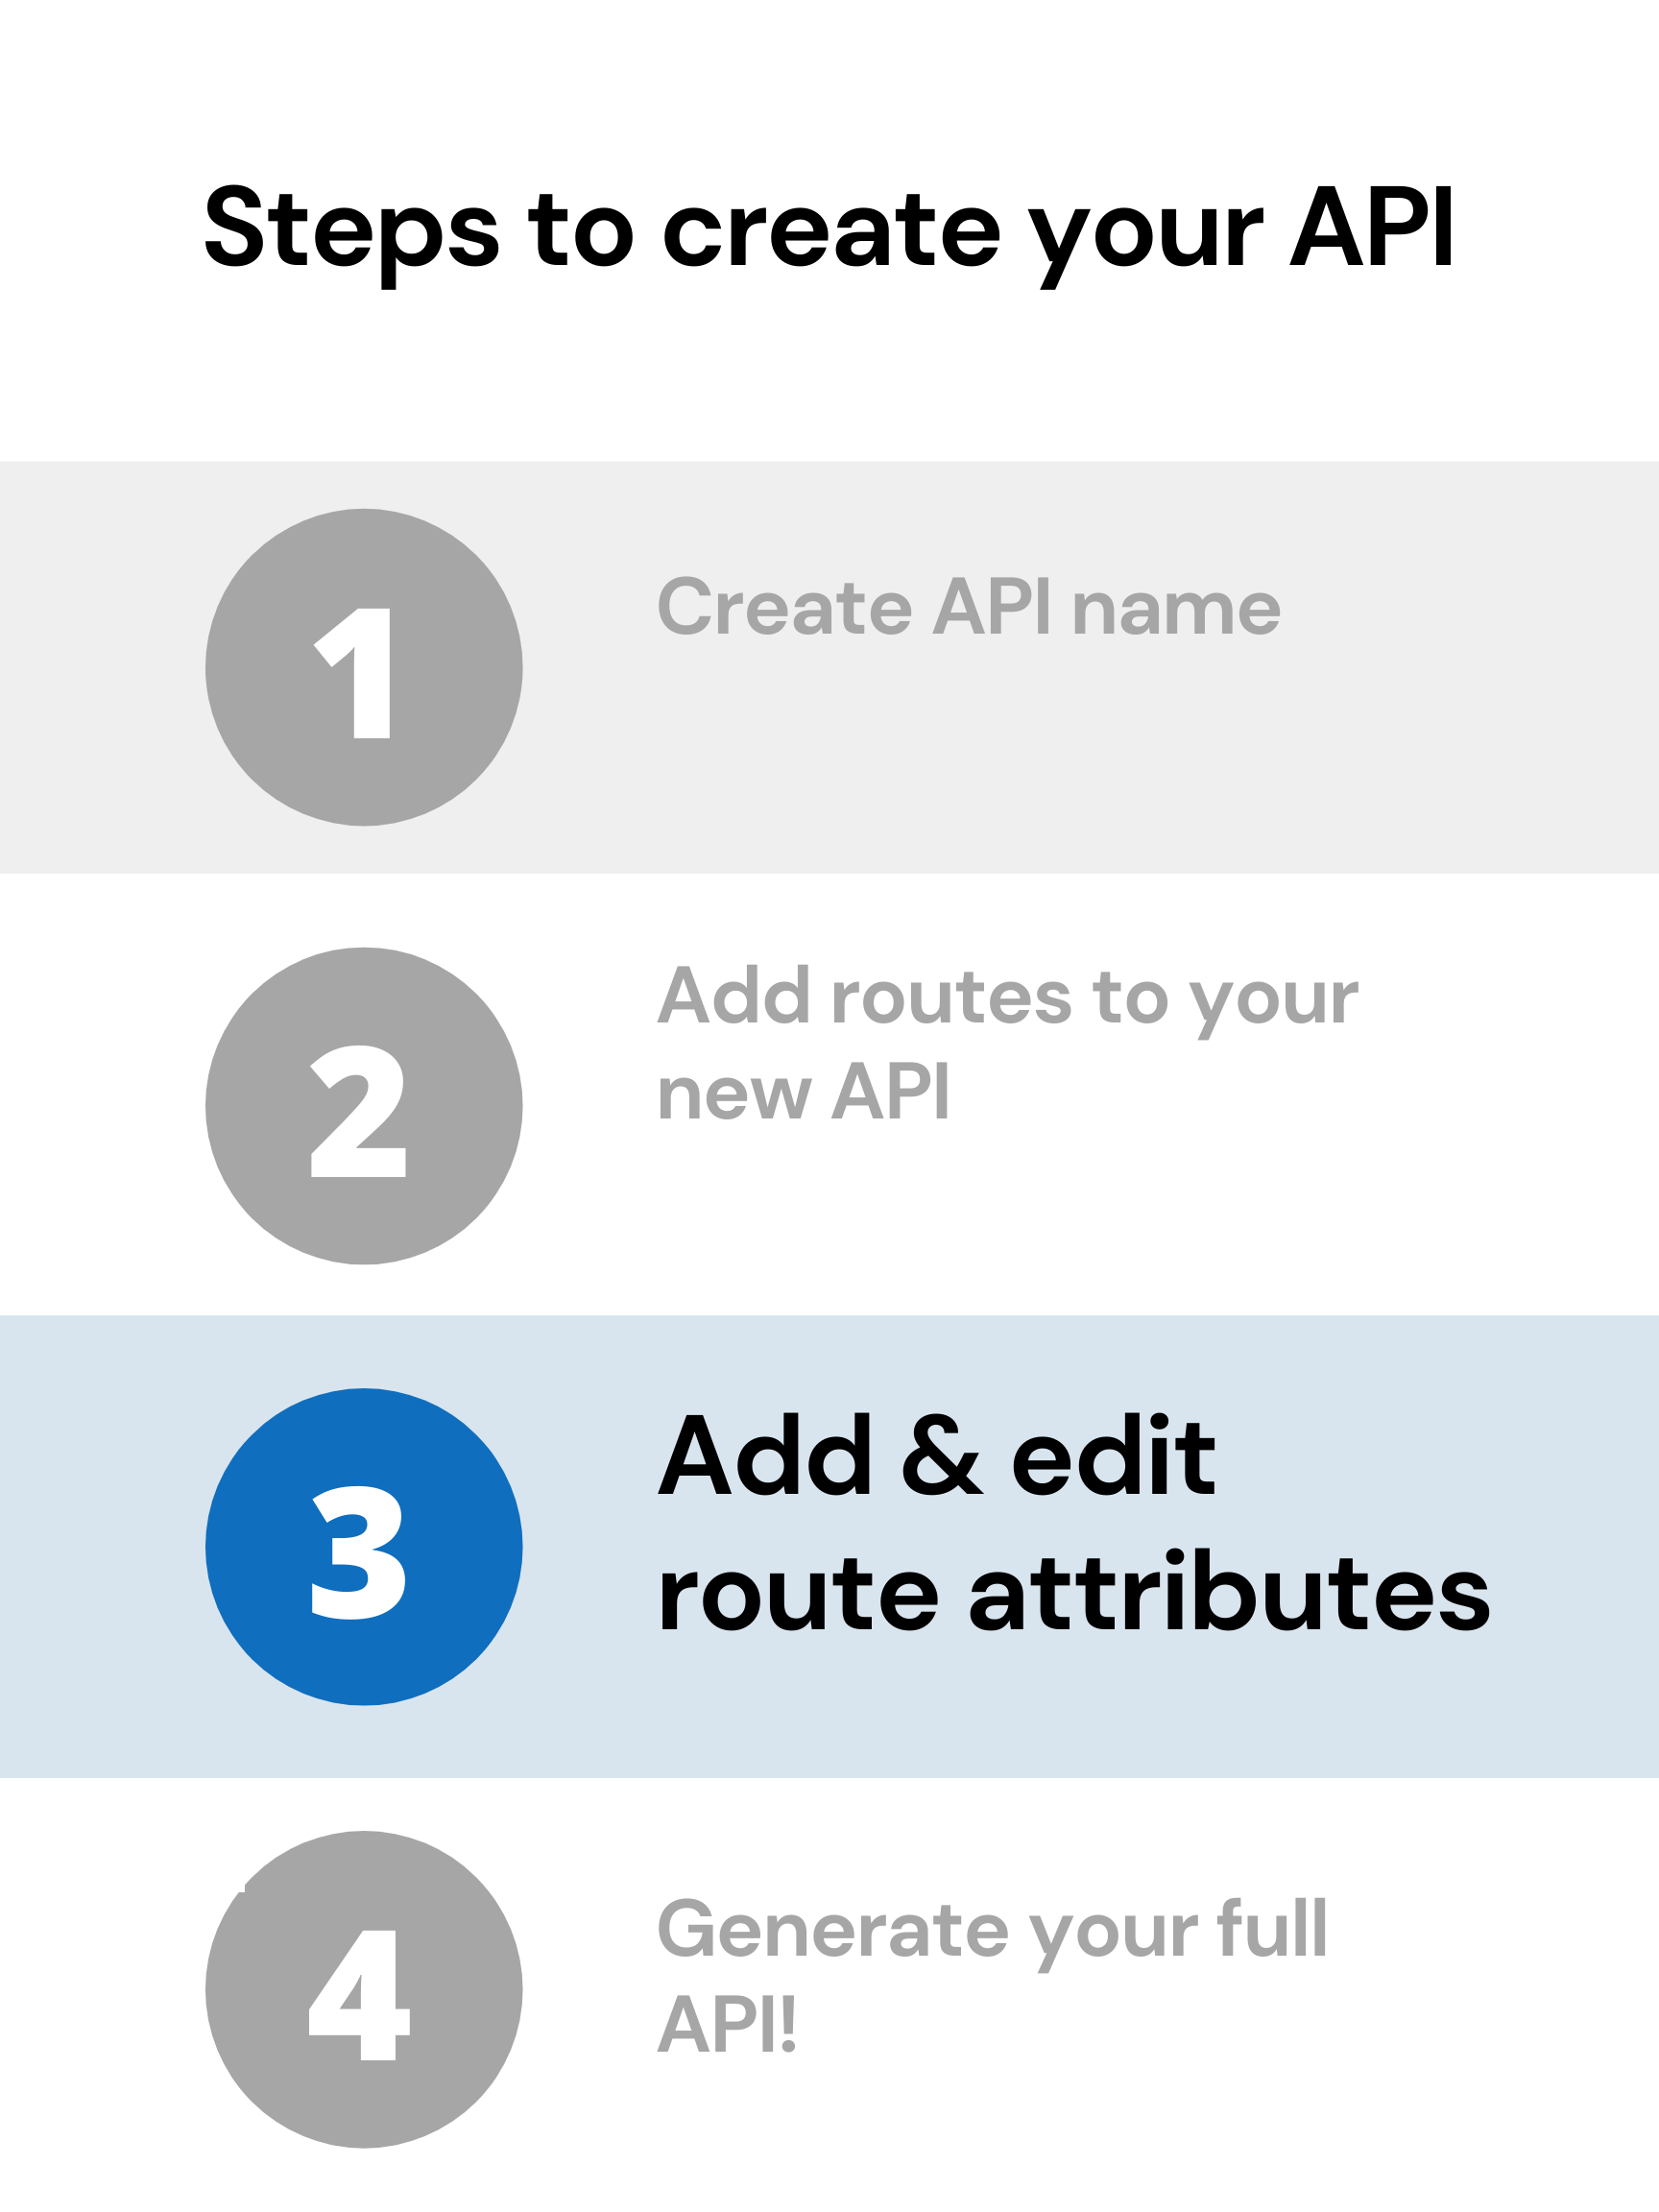 Steps to create your API
1
Create API name
2
Add routes to your
new API
3
Add & edit
route attributes
4
Generate your full
API!